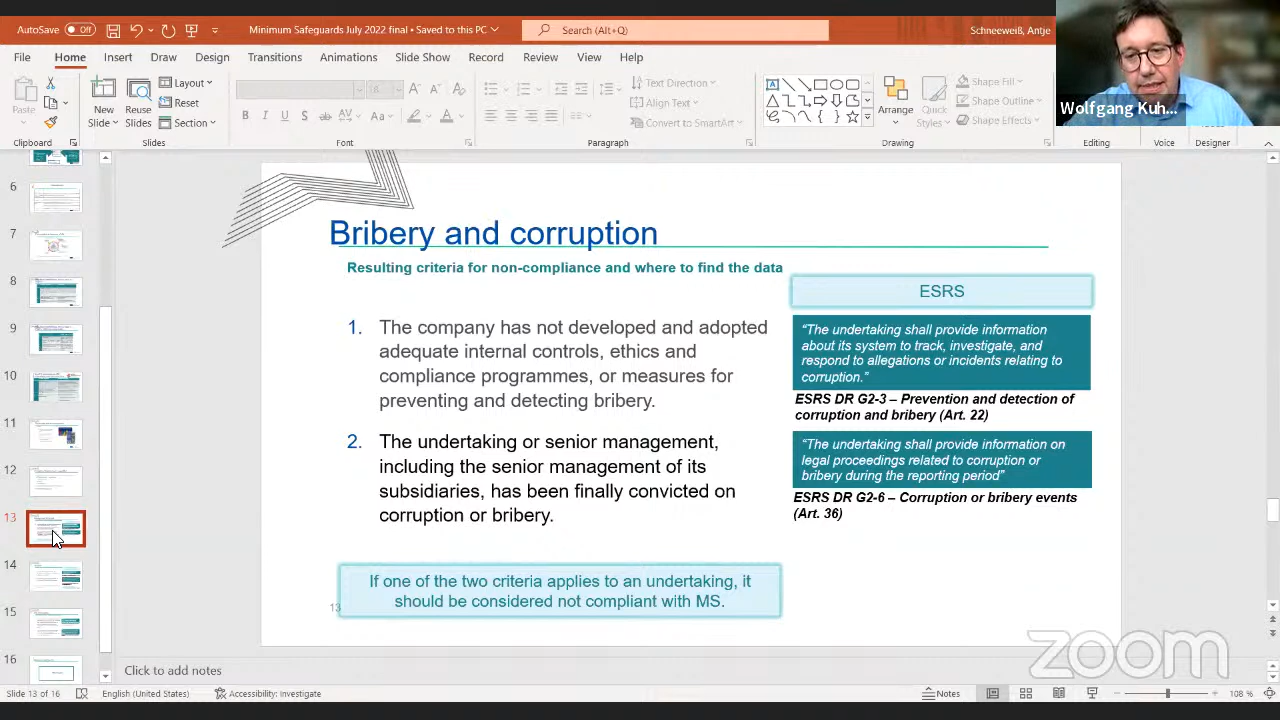 AutoSave Off
Minimum Safeguards July 2022 final • Saved to this PC
Search (Alt+Q)
Schneeweiß, Antje
File Home Insert Draw Design Transitions Animations Slide Show Record Review View Help
Paste
New Slide
Reuse Slides
Layout
Reset
Section
Text Direction
Align Text
Convert to SmartArt
Arrange
Quick Styles
Shape Fill
Shape Outline
Shape Effects
Clipboard Slides Font Paragraph Drawing Editing Voice Designer
Wolfgang Kuh...
6
7
8
9
10
11
12
13
14
15
16
Bribery and corruption
Resulting criteria for non-compliance and where to find the data
1. The company has not developed and adopted
adequate internal controls, ethics and
compliance programmes, or measures for
preventing and detecting bribery.
2. The undertaking or senior management,
including the senior management of its
subsidiaries, has been finally convicted on
corruption or bribery.
If one of the two criteria applies to an undertaking, it
should be considered not compliant with MS.
13
ESRS
“The undertaking shall provide information
about its system to track, investigate, and
respond to allegations or incidents relating to
corruption.”
ESRS DR G2-3 – Prevention and detection of
corruption and bribery (Art. 22)
“The undertaking shall provide information on
legal proceedings related to corruption or
bribery during the reporting period”
ESRS DR G2-6 – Corruption or bribery events
(Art. 36)
zoom
Click to add notes
Slide 13 of 16
English (United States)
Accessibility: Investigate
Notes
108 %